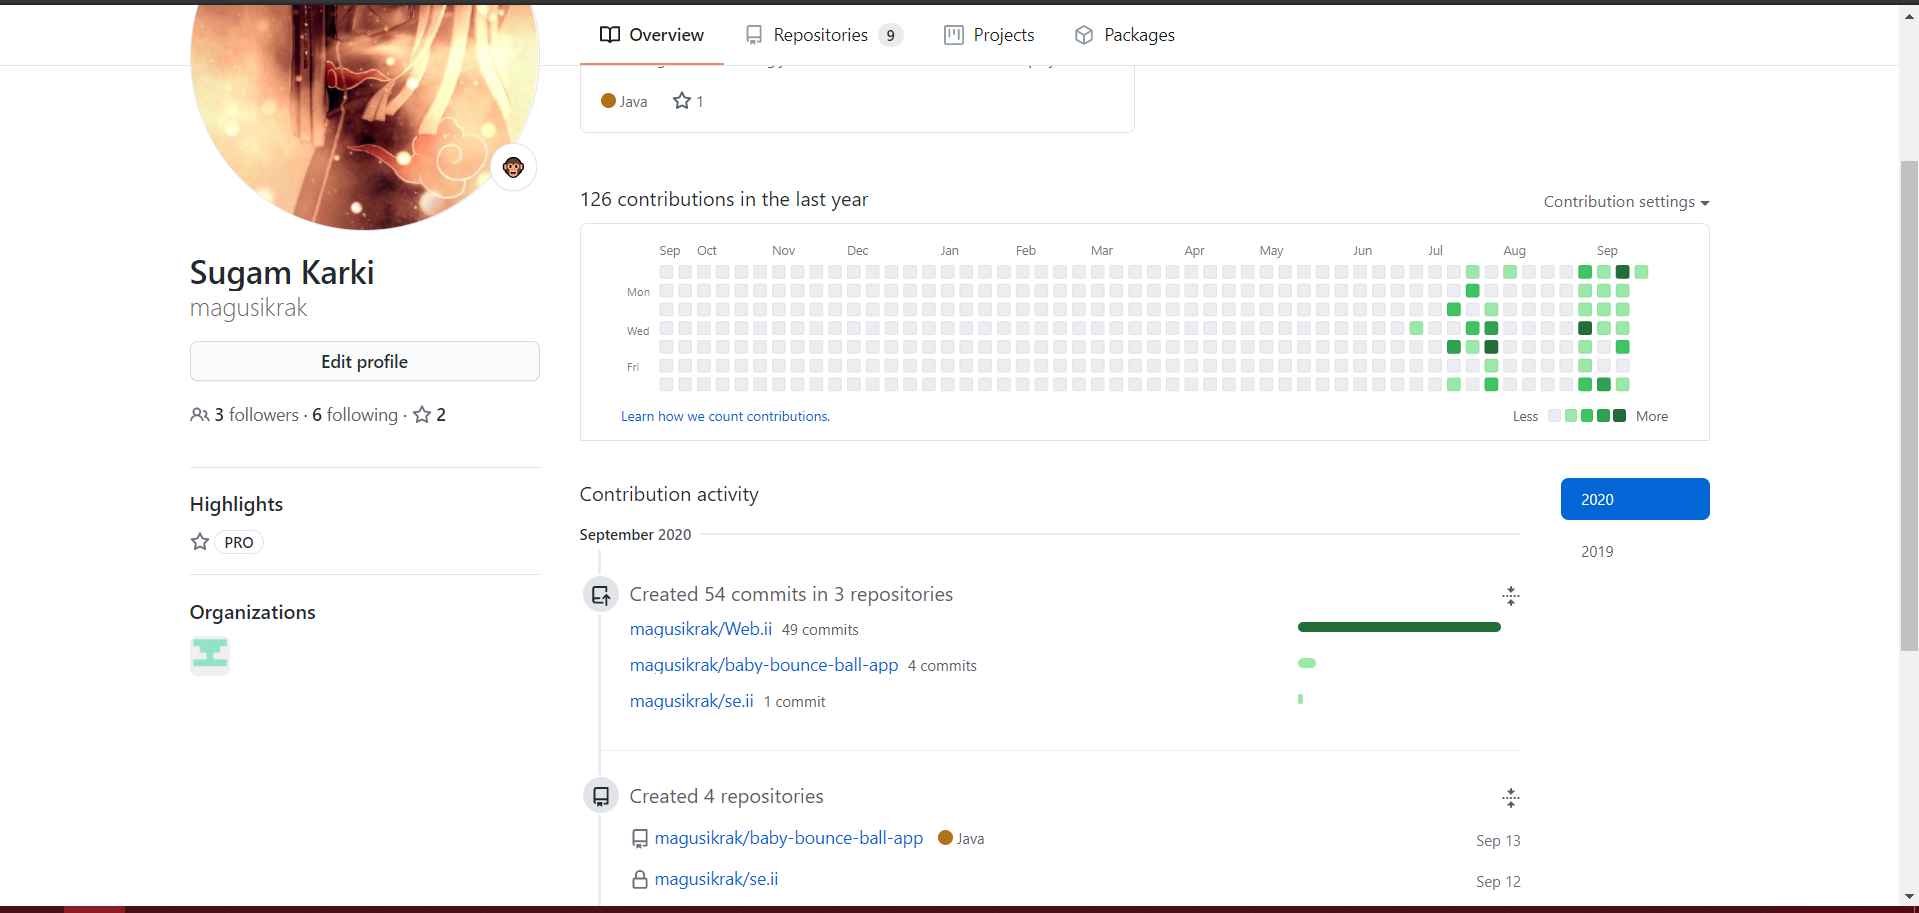 Overview
Repositories 9
Projects
Packages
Java 1
126 contributions in the last year
Contribution settings
Sep Oct Nov Dec Jan Feb Mar Apr May Jun Jul Aug Sep
Mon
Wed
Fri
Learn how we count contributions.
Less More
Sugam Karki
magusikrak
Edit profile
3 followers · 6 following · 2
Highlights
PRO
Organizations
Contribution activity
2020
2019
September 2020
Created 54 commits in 3 repositories
magusikrak/Web.ii 49 commits
magusikrak/baby-bounce-ball-app 4 commits
magusikrak/se.ii 1 commit
Created 4 repositories
magusikrak/baby-bounce-ball-app Java Sep 13
magusikrak/se.ii Sep 12